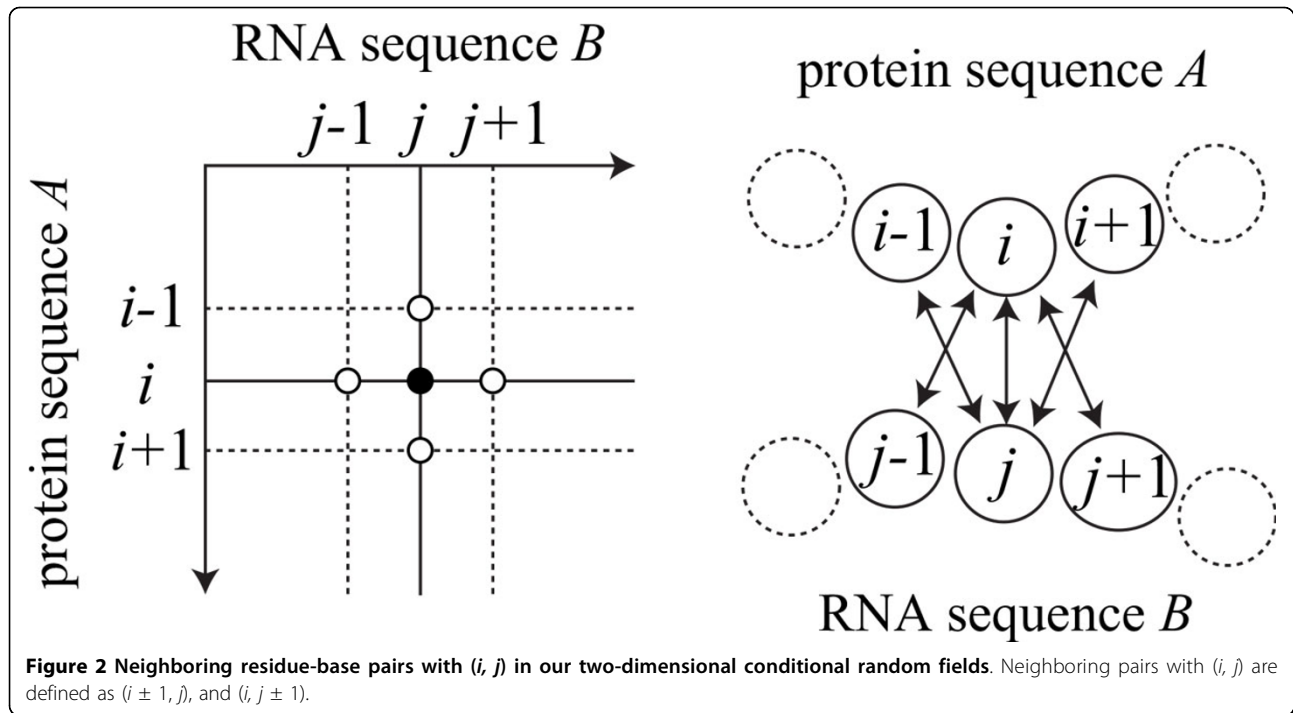 RNA sequence B
j-1 j j+1
protein sequence A
i-1
i
i+1
protein sequence A
i-1 i i+1
j-1 j j+1
RNA sequence B
Figure 2 Neighboring residue-base pairs with (i, j) in our two-dimensional conditional random fields. Neighboring pairs with (i, j) are
defined as (i ± 1, j), and (i, j ± 1).